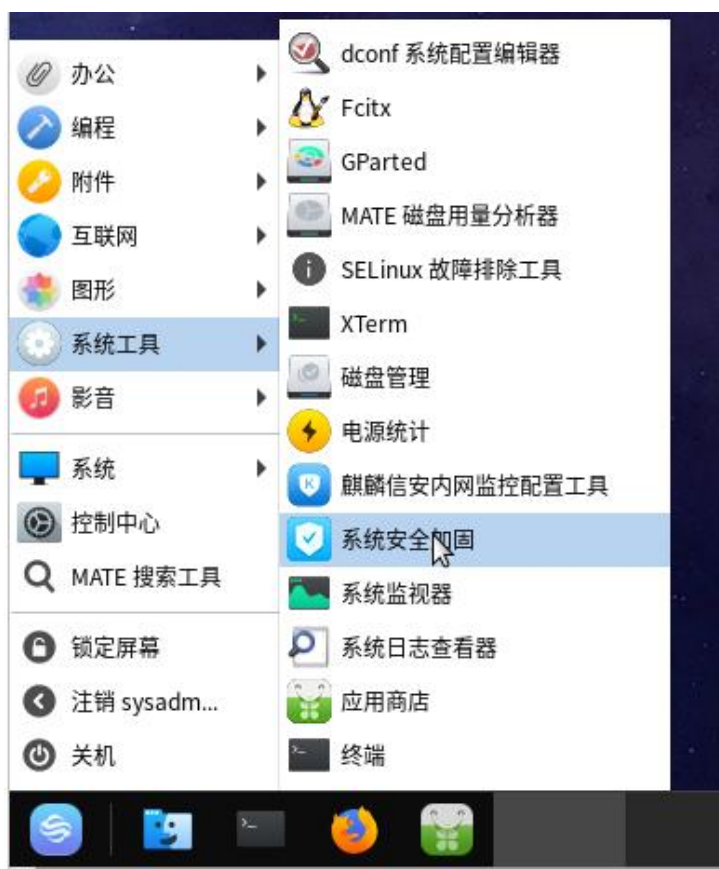 办公
编程
附件
互联网
图形
系统工具
影音
系统
控制中心
MATE 搜索工具
锁定屏幕
注销 sysadm...
关机
dconf 系统配置编辑器
Fcitx
GParted
MATE 磁盘用量分析器
SELinux 故障排除工具
XTerm
磁盘管理
电源统计
麒麟信安内网监控配置工具
系统安全加固
系统监视器
系统日志查看器
应用商店
终端